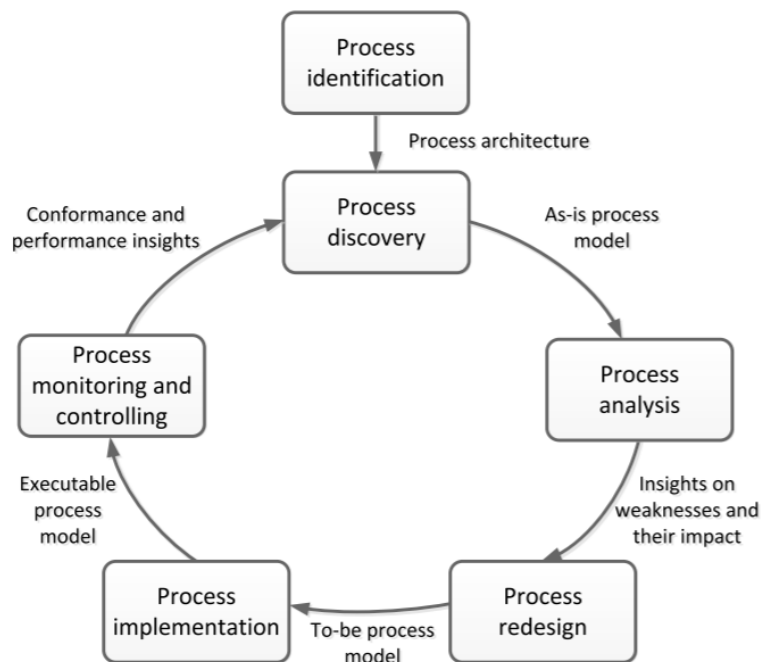 Process
identification
Process architecture
Process
discovery
As-is process
model
Process
analysis
Insights on
weaknesses and
their impact
Process
redesign
To-be process
model
Process
implementation
Executable
process
model
Process
monitoring and
controlling
Conformance and
performance insights